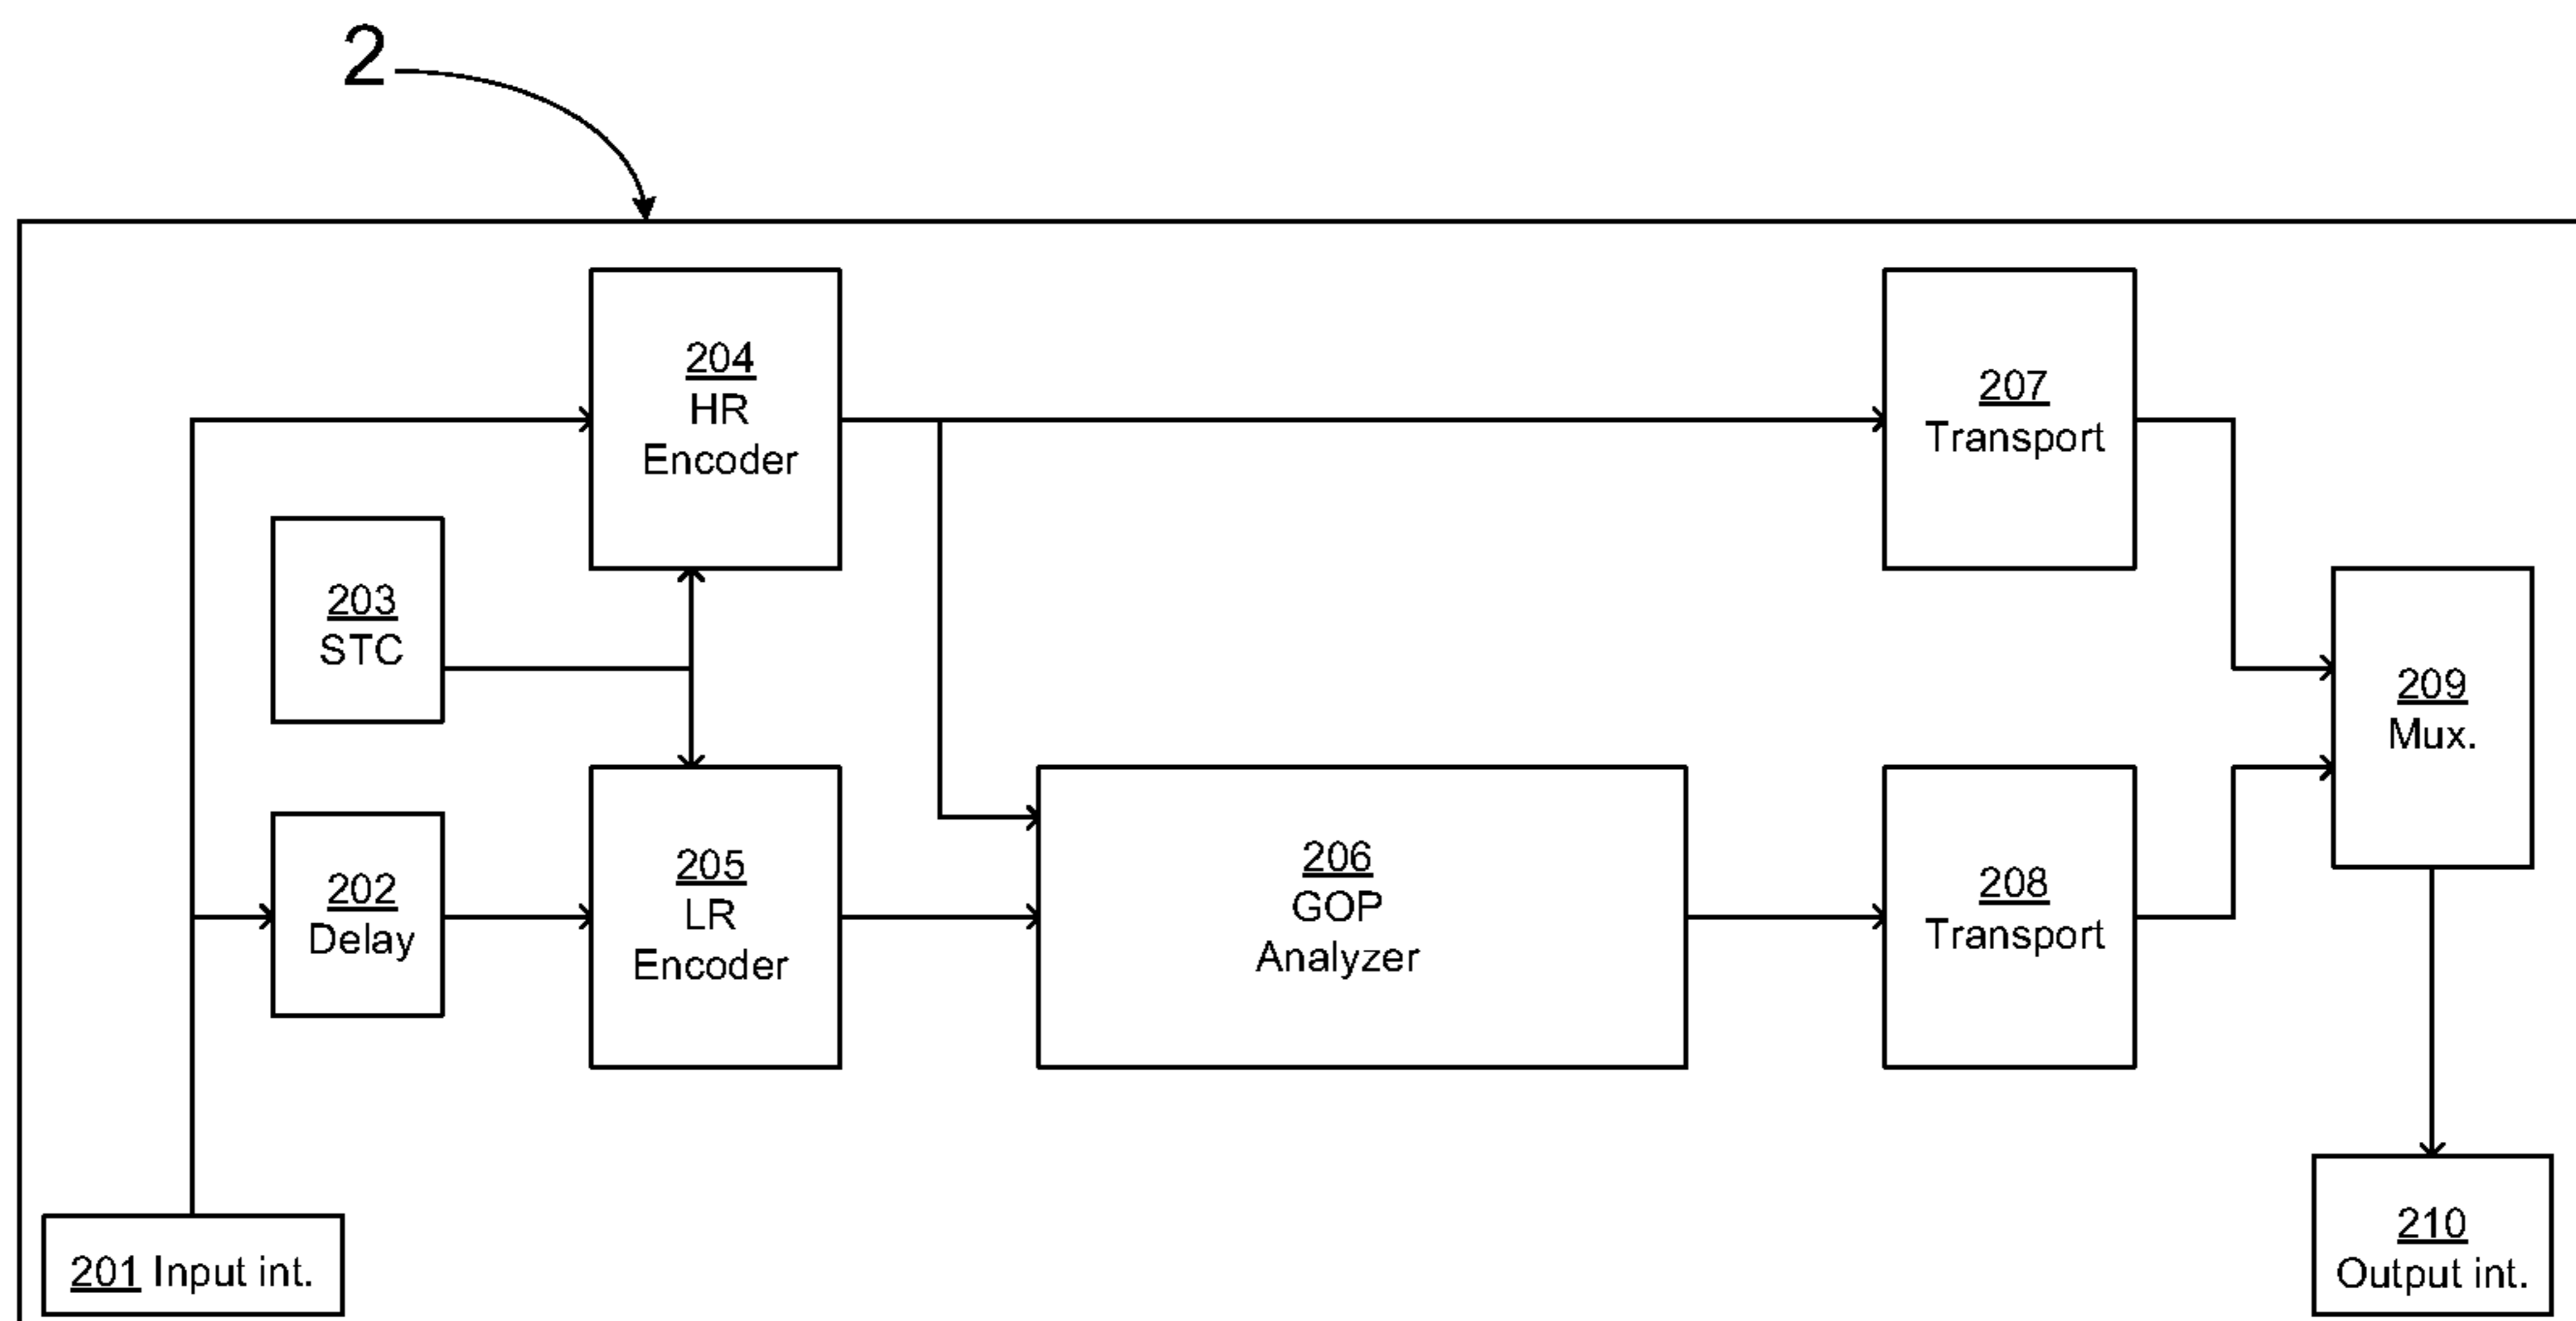 2
204
HR
Encoder
207
Transport
203
STC
209
Mux.
202
Delay
205
LR
Encoder
206
GOP
Analyzer
208
Transport
201 Input int.
210
Output int.